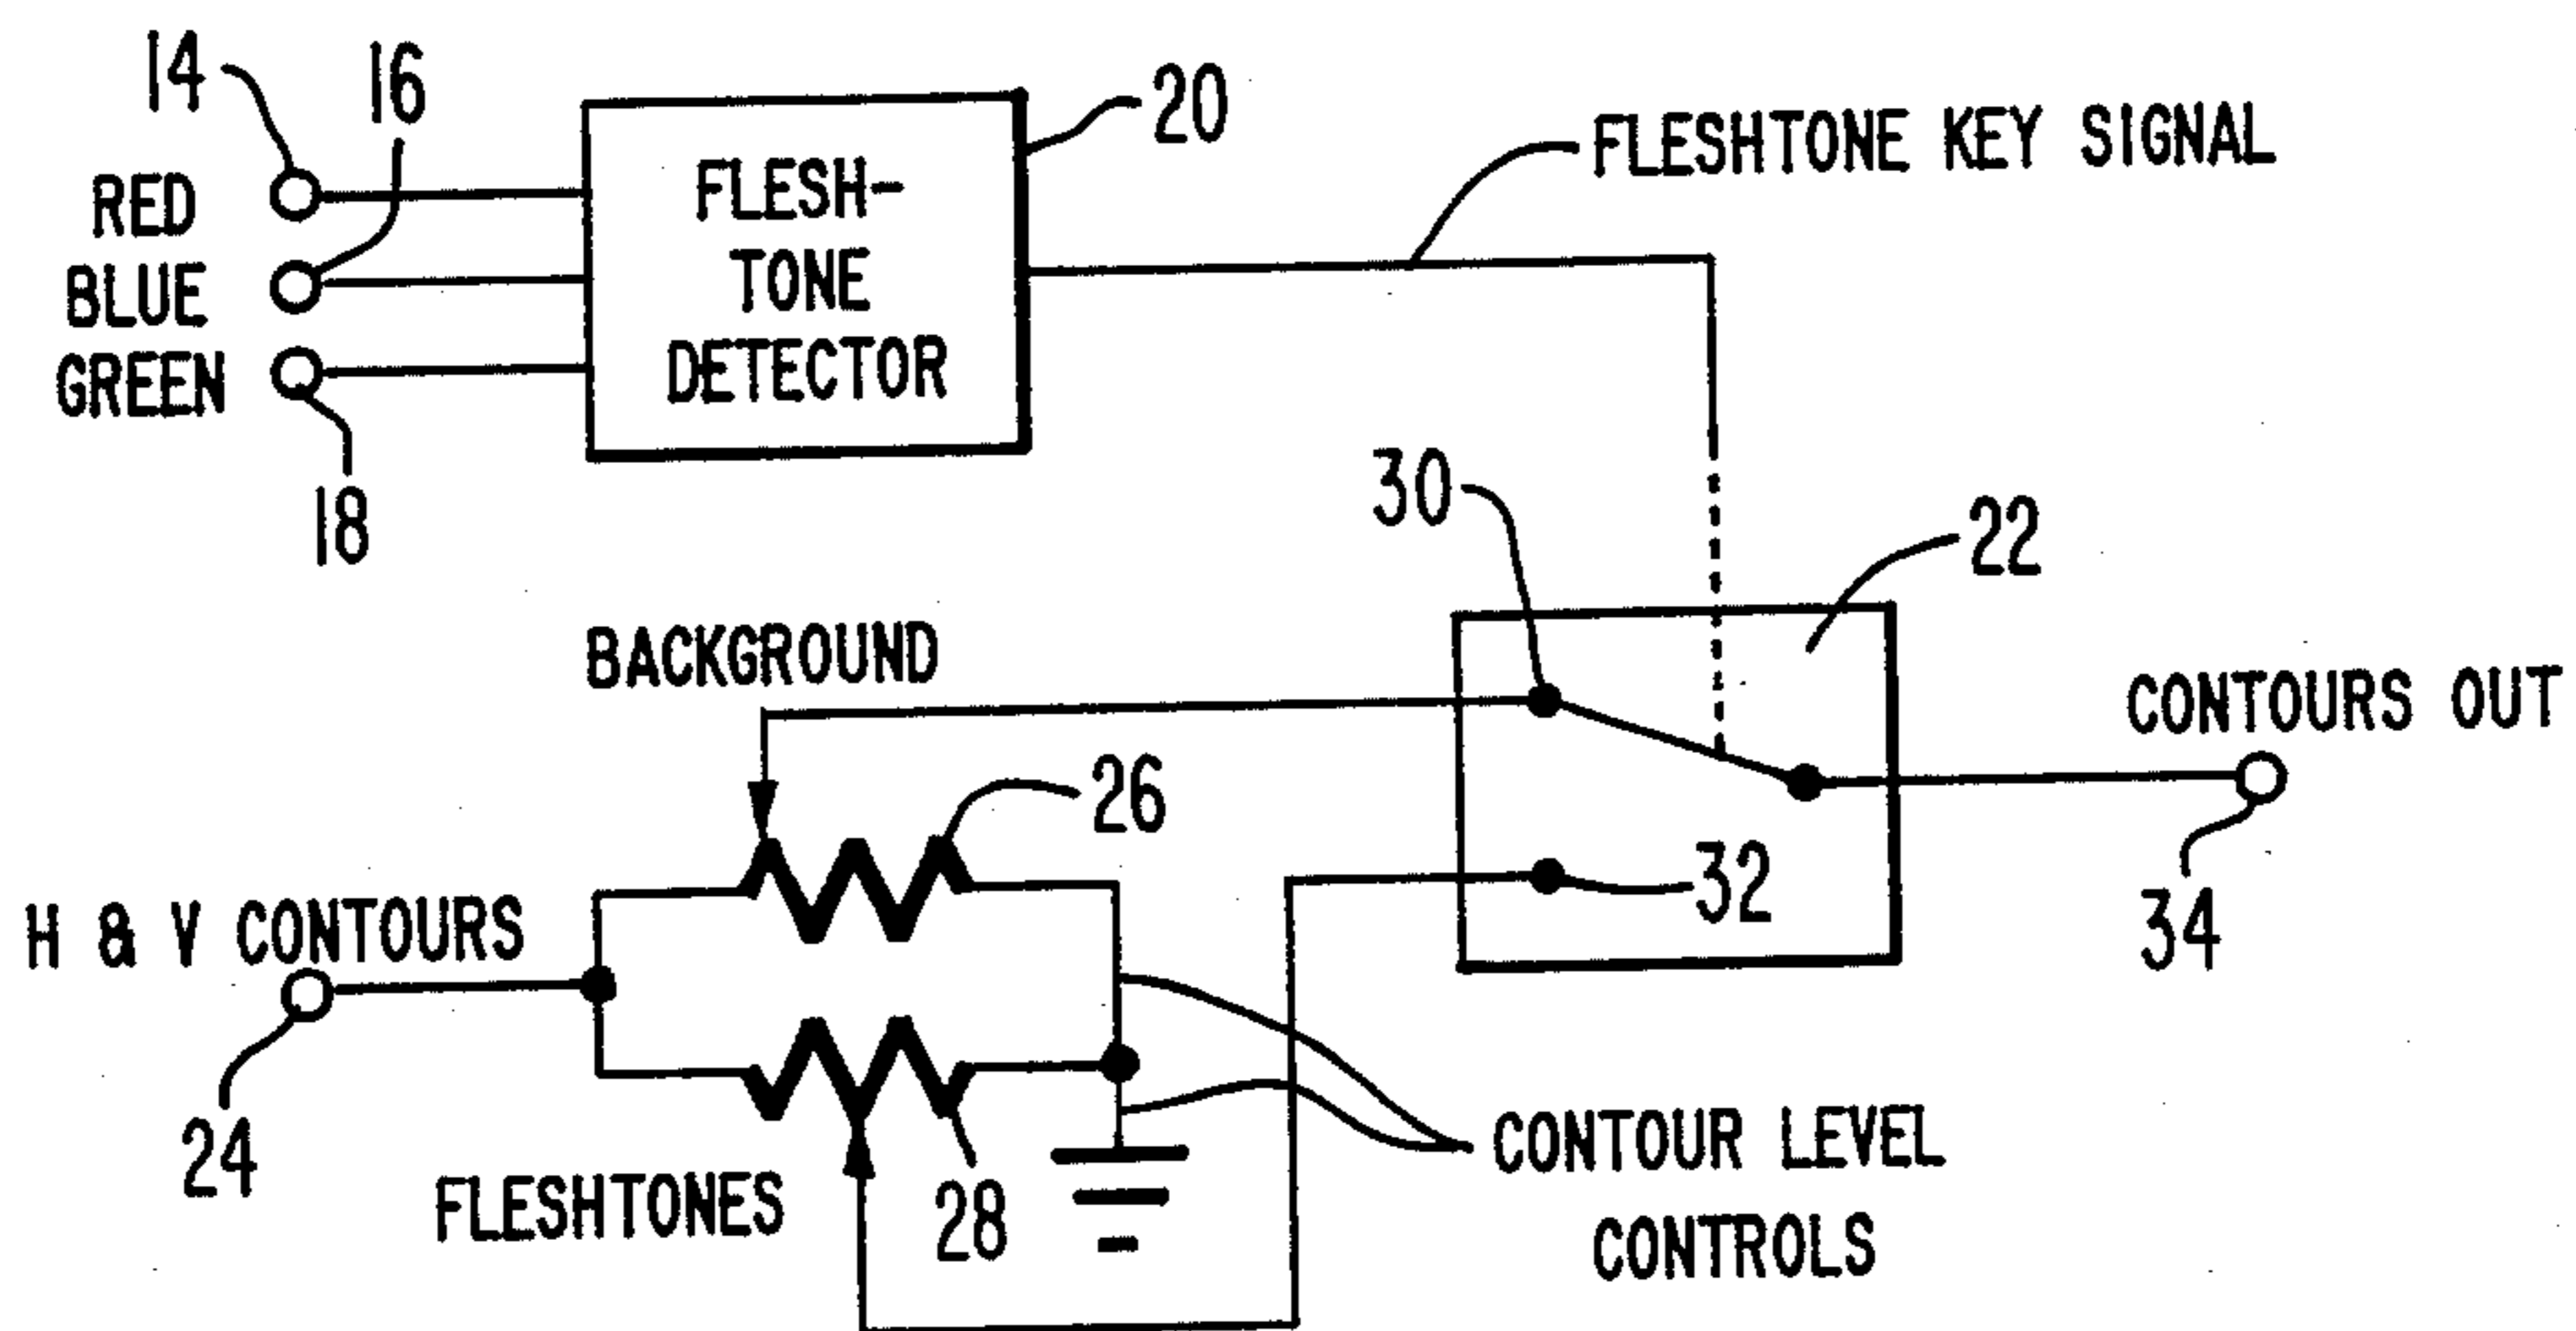 14
16
20
FLESHTONE KEY SIGNAL
RED
BLUE
GREEN
FLESH-
TONE
DETECTOR
18
30
22
BACKGROUND
CONTOURS OUT
26
32
34
H & V CONTOURS
24
FLESHTONES
28
CONTOUR LEVEL
CONTROLS